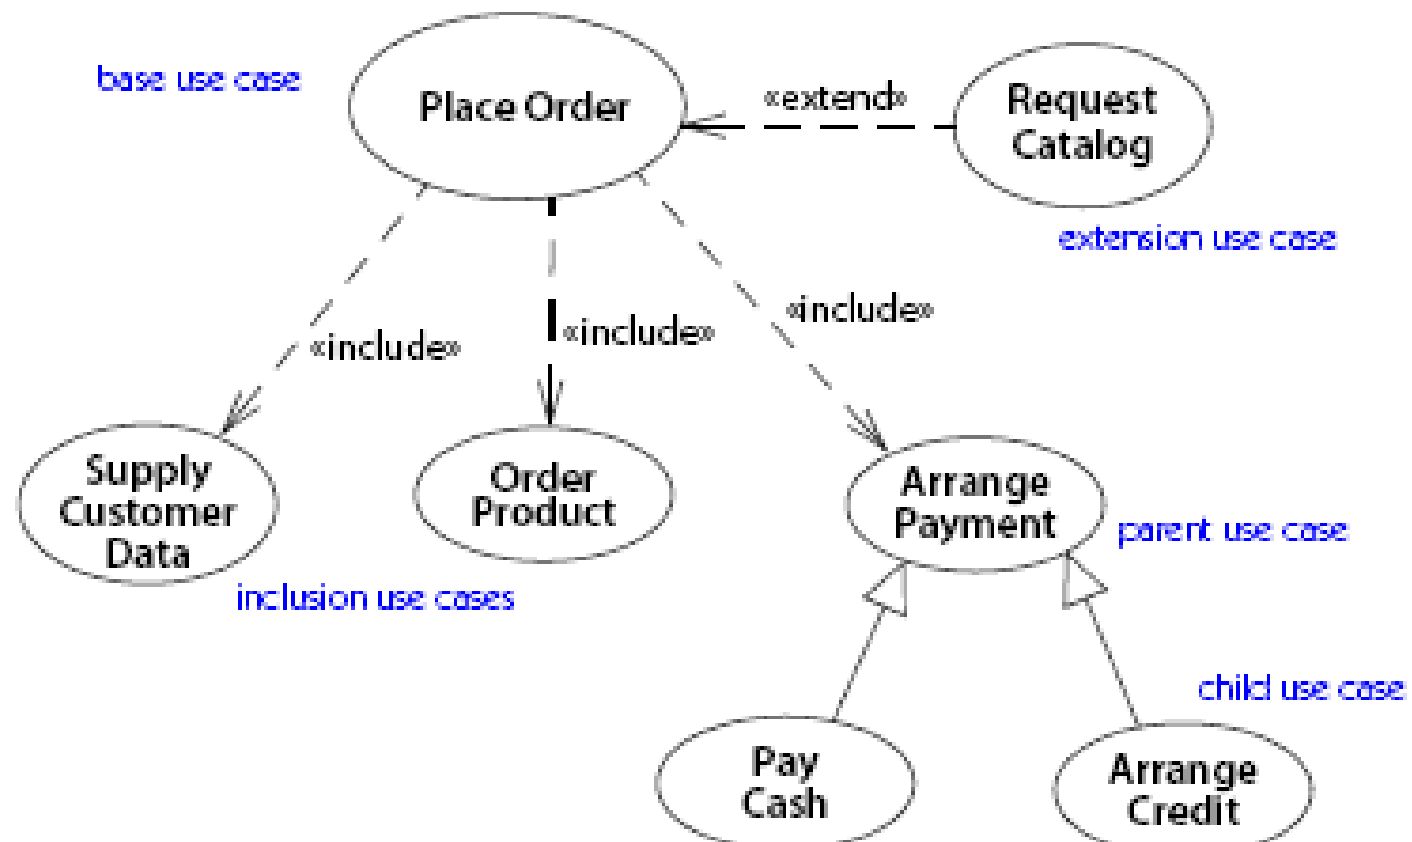 base use case
Place Order
«extend»
Request
Catalog
extension use case
«include»
«include»
«include»
Supply
Customer
Data
Order
Product
Arrange
Payment
parent use case
inclusion use cases
child use case
Pay
Cash
Arrange
Credit